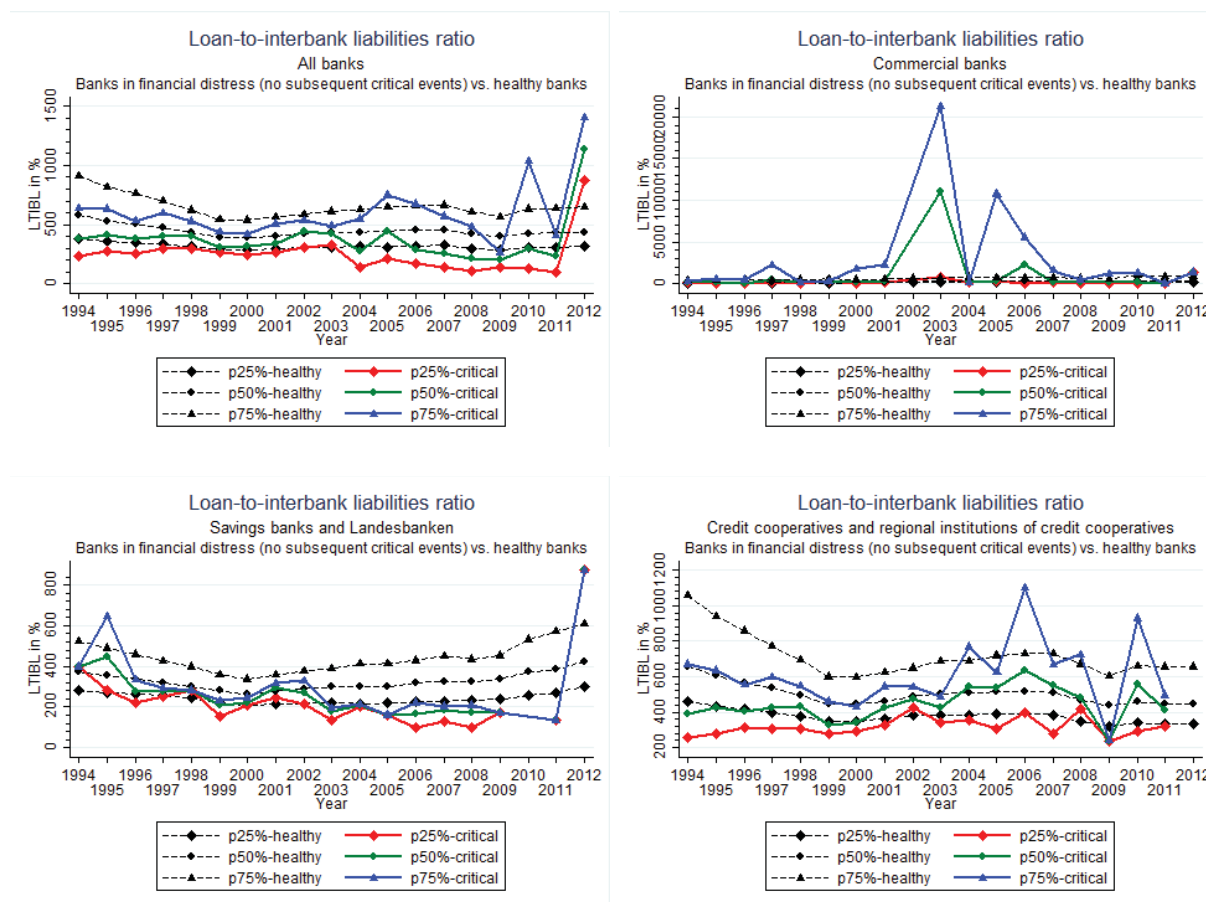 Loan-to-interbank liabilities ratio
All banks
Banks in financial distress (no subsequent critical events) vs. healthy banks
LTIBL in %
0 500 1000 1500
1994 1996 1998 2000 2002 2004 2006 2008 2010 2012
1995 1997 1999 2001 2003 2005 2007 2009 2011
Year
p25%-healthy p25%-critical
p50%-healthy p50%-critical
p75%-healthy p75%-critical
Loan-to-interbank liabilities ratio
Commercial banks
Banks in financial distress (no subsequent critical events) vs. healthy banks
LTIBL in %
0 5000 10000 15000 20000
1994 1996 1998 2000 2002 2004 2006 2008 2010 2012
1995 1997 1999 2001 2003 2005 2007 2009 2011
Year
p25%-healthy p25%-critical
p50%-healthy p50%-critical
p75%-healthy p75%-critical
Loan-to-interbank liabilities ratio
Savings banks and Landesbanken
Banks in financial distress (no subsequent critical events) vs. healthy banks
LTIBL in %
0 200 400 600 800
1994 1996 1998 2000 2002 2004 2006 2008 2010 2012
1995 1997 1999 2001 2003 2005 2007 2009 2011
Year
p25%-healthy p25%-critical
p50%-healthy p50%-critical
p75%-healthy p75%-critical
Loan-to-interbank liabilities ratio
Credit cooperatives and regional institutions of credit cooperatives
Banks in financial distress (no subsequent critical events) vs. healthy banks
LTIBL in %
200 400 600 800 1000 1200
1994 1996 1998 2000 2002 2004 2006 2008 2010 2012
1995 1997 1999 2001 2003 2005 2007 2009 2011
Year
p25%-healthy p25%-critical
p50%-healthy p50%-critical
p75%-healthy p75%-critical